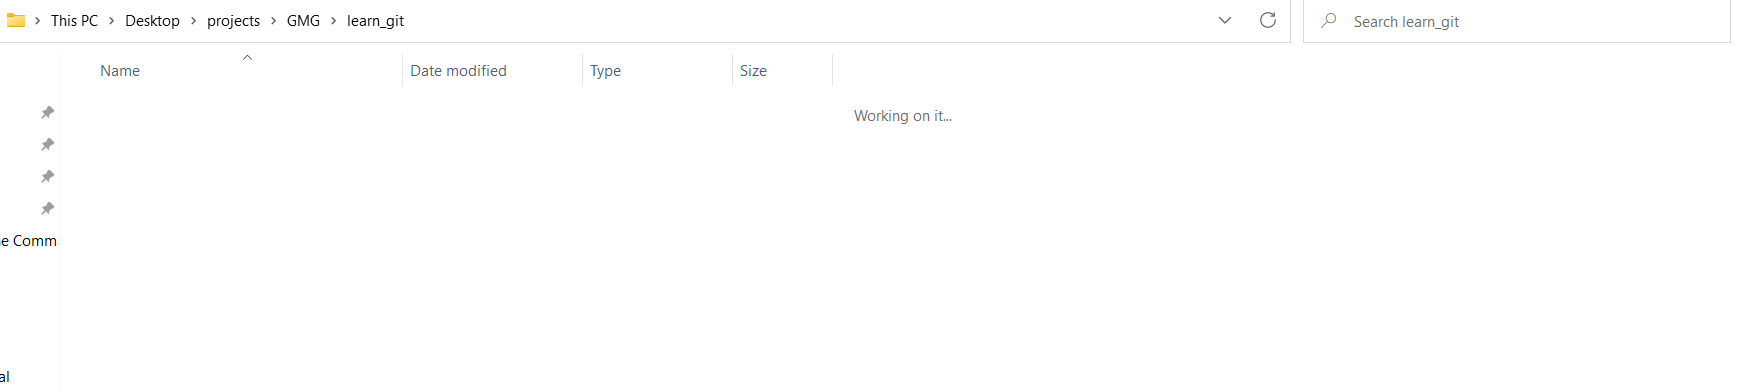 This PC > Desktop > projects > GMG > learn_git
Search learn_git
Name Date modified Type Size
Working on it...
e Comm
al